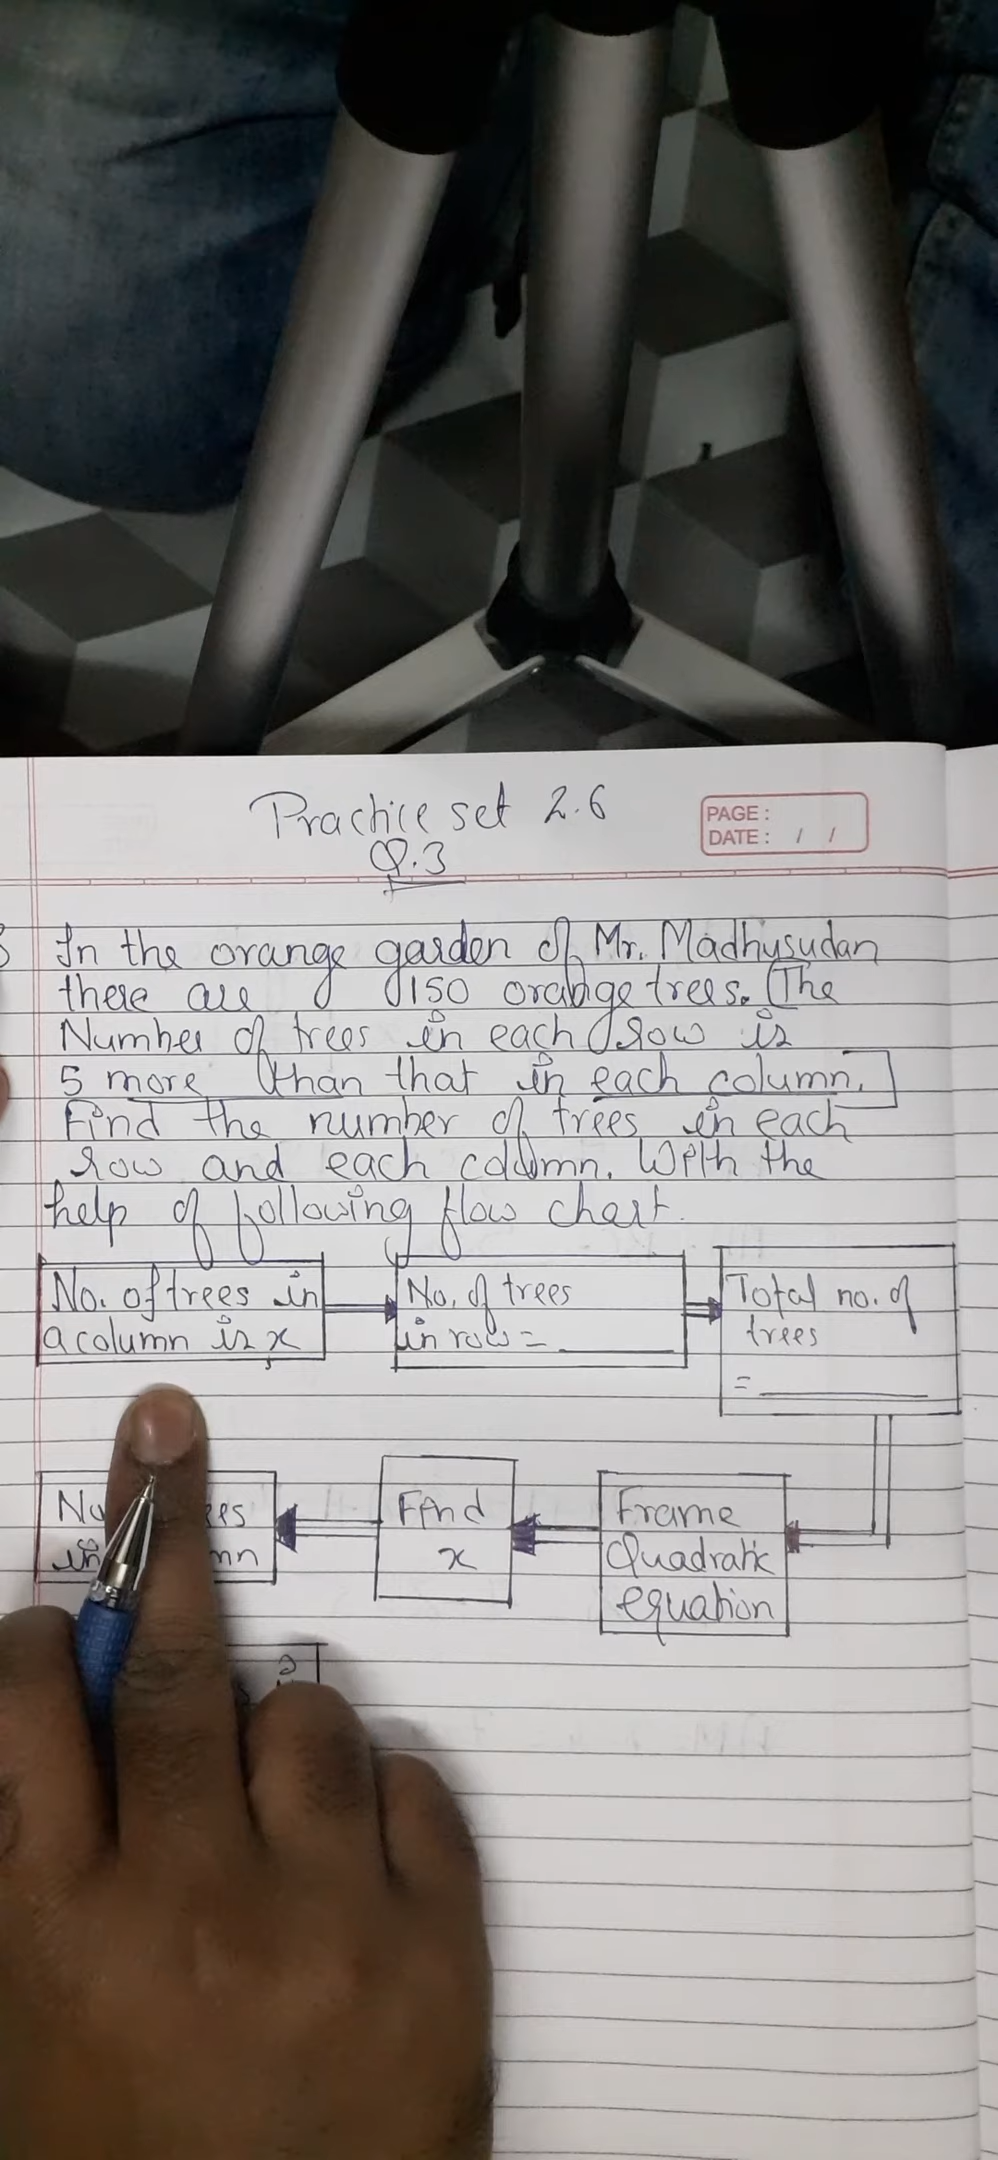 Practice set 2.6
PAGE :
DATE : / /
Q.3
In the orange garden of Mr. Madhusudan
there are 150 orange trees. The
Number of trees in each row is
5 more than that in each column.
Find the number of trees in each
row and each column. With the
help of following flow chart.
No. of trees in
a column is x
No. of trees
in row = ________
Total no. of
trees
= ________
Frame
Quadratic
equation
Find
x